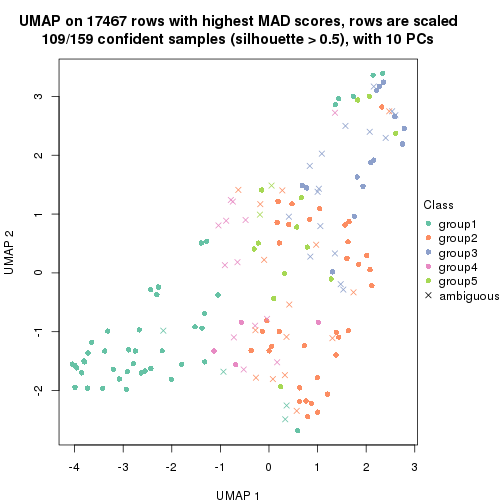 UMAP on 17467 rows with highest MAD scores, rows are scaled
109/159 confident samples (silhouette > 0.5), with 10 PCs
UMAP 2
3
2
1
0
-1
-2
-4
-3
-2
-1
0
1
2
3
UMAP 1
Class
group1
group2
group3
group4
group5
ambiguous